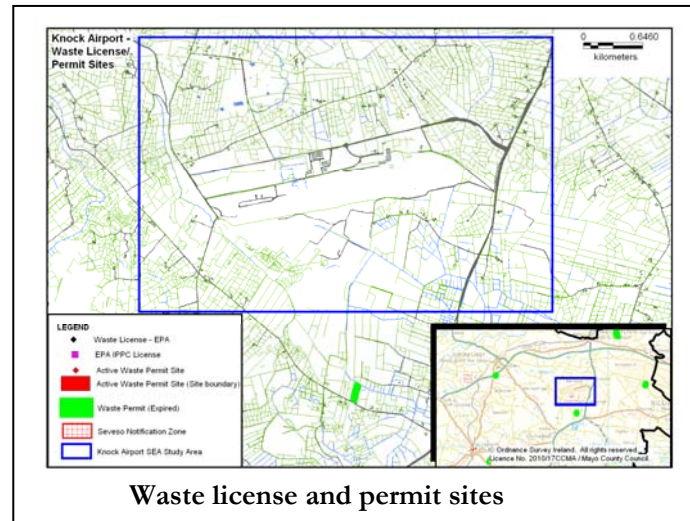 Knock Airport -
Waste License/
Permit Sites
0 0.6460
kilometers
LEGEND
Waste License - EPA
EPA IPPC License
Active Waste Permit Site
Active Waste Permit Site (Site boundary)
Waste Permit (Expired)
Seveso Notification Zone
Knock Airport SEA Study Area
© Ordnance Survey Ireland. All rights reserved.
Licence No. 2010/17CCMA / Mayo County Council.
Waste license and permit sites